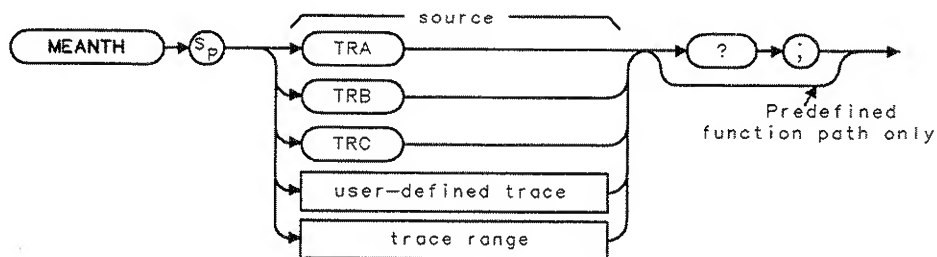 source
MEANTH Sp TRA ? ;
TRB
TRC
user-defined trace
trace range
Predefined
function path only